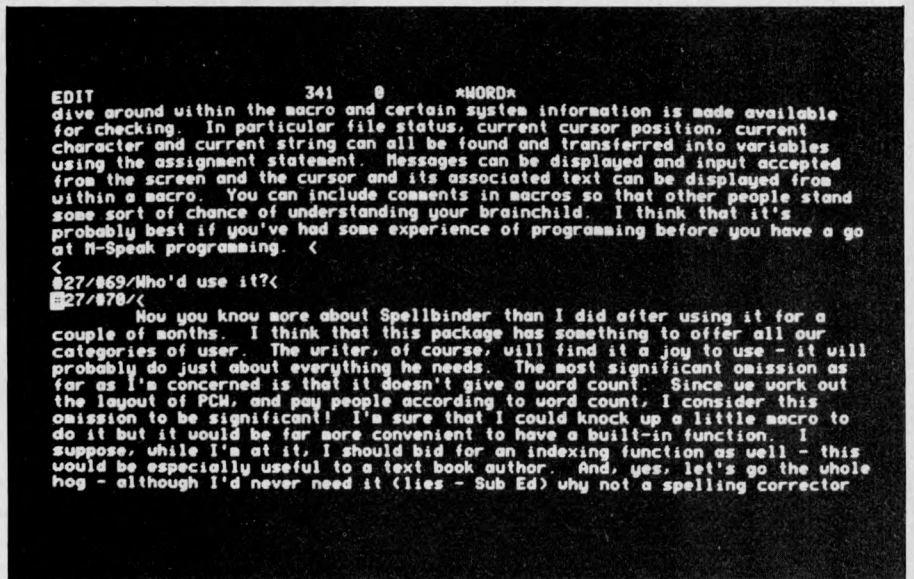 EDIT 341 0 *WORD*
dive around within the macro and certain system information is made available
for checking. In particular file status, current cursor position, current
character and current string can all be found and transferred into variables
using the assignment statement. Messages can be displayed and input accepted
from the screen and the cursor and its associated text can be displayed from
within a macro. You can include comments in macros so that other people stand
some sort of chance of understanding your brainchild. I think that it's
probably best if you've had some experience of programming before you have a go
at M-Speak programming. <
<
#27/#69/Who'd use it?<
#27/#70/<
Now you know more about Spellbinder than I did after using it for a
couple of months. I think that this package has something to offer all our
categories of user. The writer, of course, will find it a joy to use - it will
probably do just about everything he needs. The most significant omission as
far as I'm concerned is that it doesn't give a word count. Since we work out
the layout of PCW, and pay people according to word count, I consider this
omission to be significant! I'm sure that I could knock up a little macro to
do it but it would be far more convenient to have a built-in function. I
suppose, while I'm at it, I should bid for an indexing function as well - this
would be especially useful to a text book author. And, yes, let's go the whole
hog - although I'd never need it (lies - Sub Ed) why not a spelling corrector